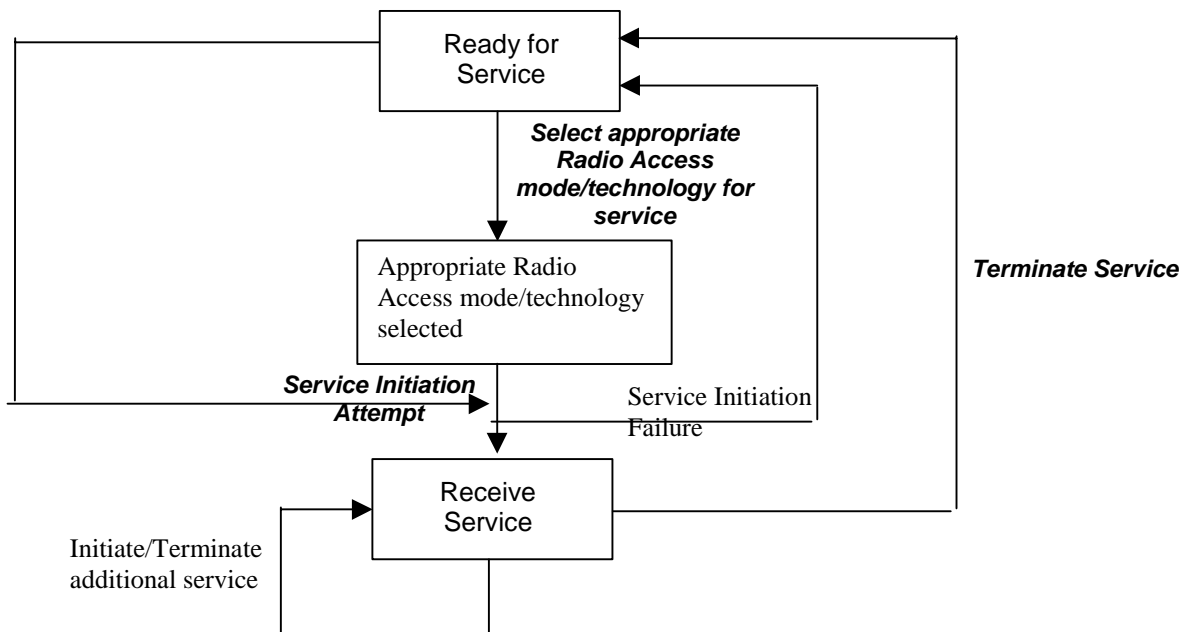 Ready for
Service
Select appropriate
Radio Access
mode/technology for
service
Appropriate Radio
Access mode/technology
selected
Terminate Service
Service Initiation
Attempt
Service Initiation
Failure
Receive
Service
Initiate/Terminate
additional service